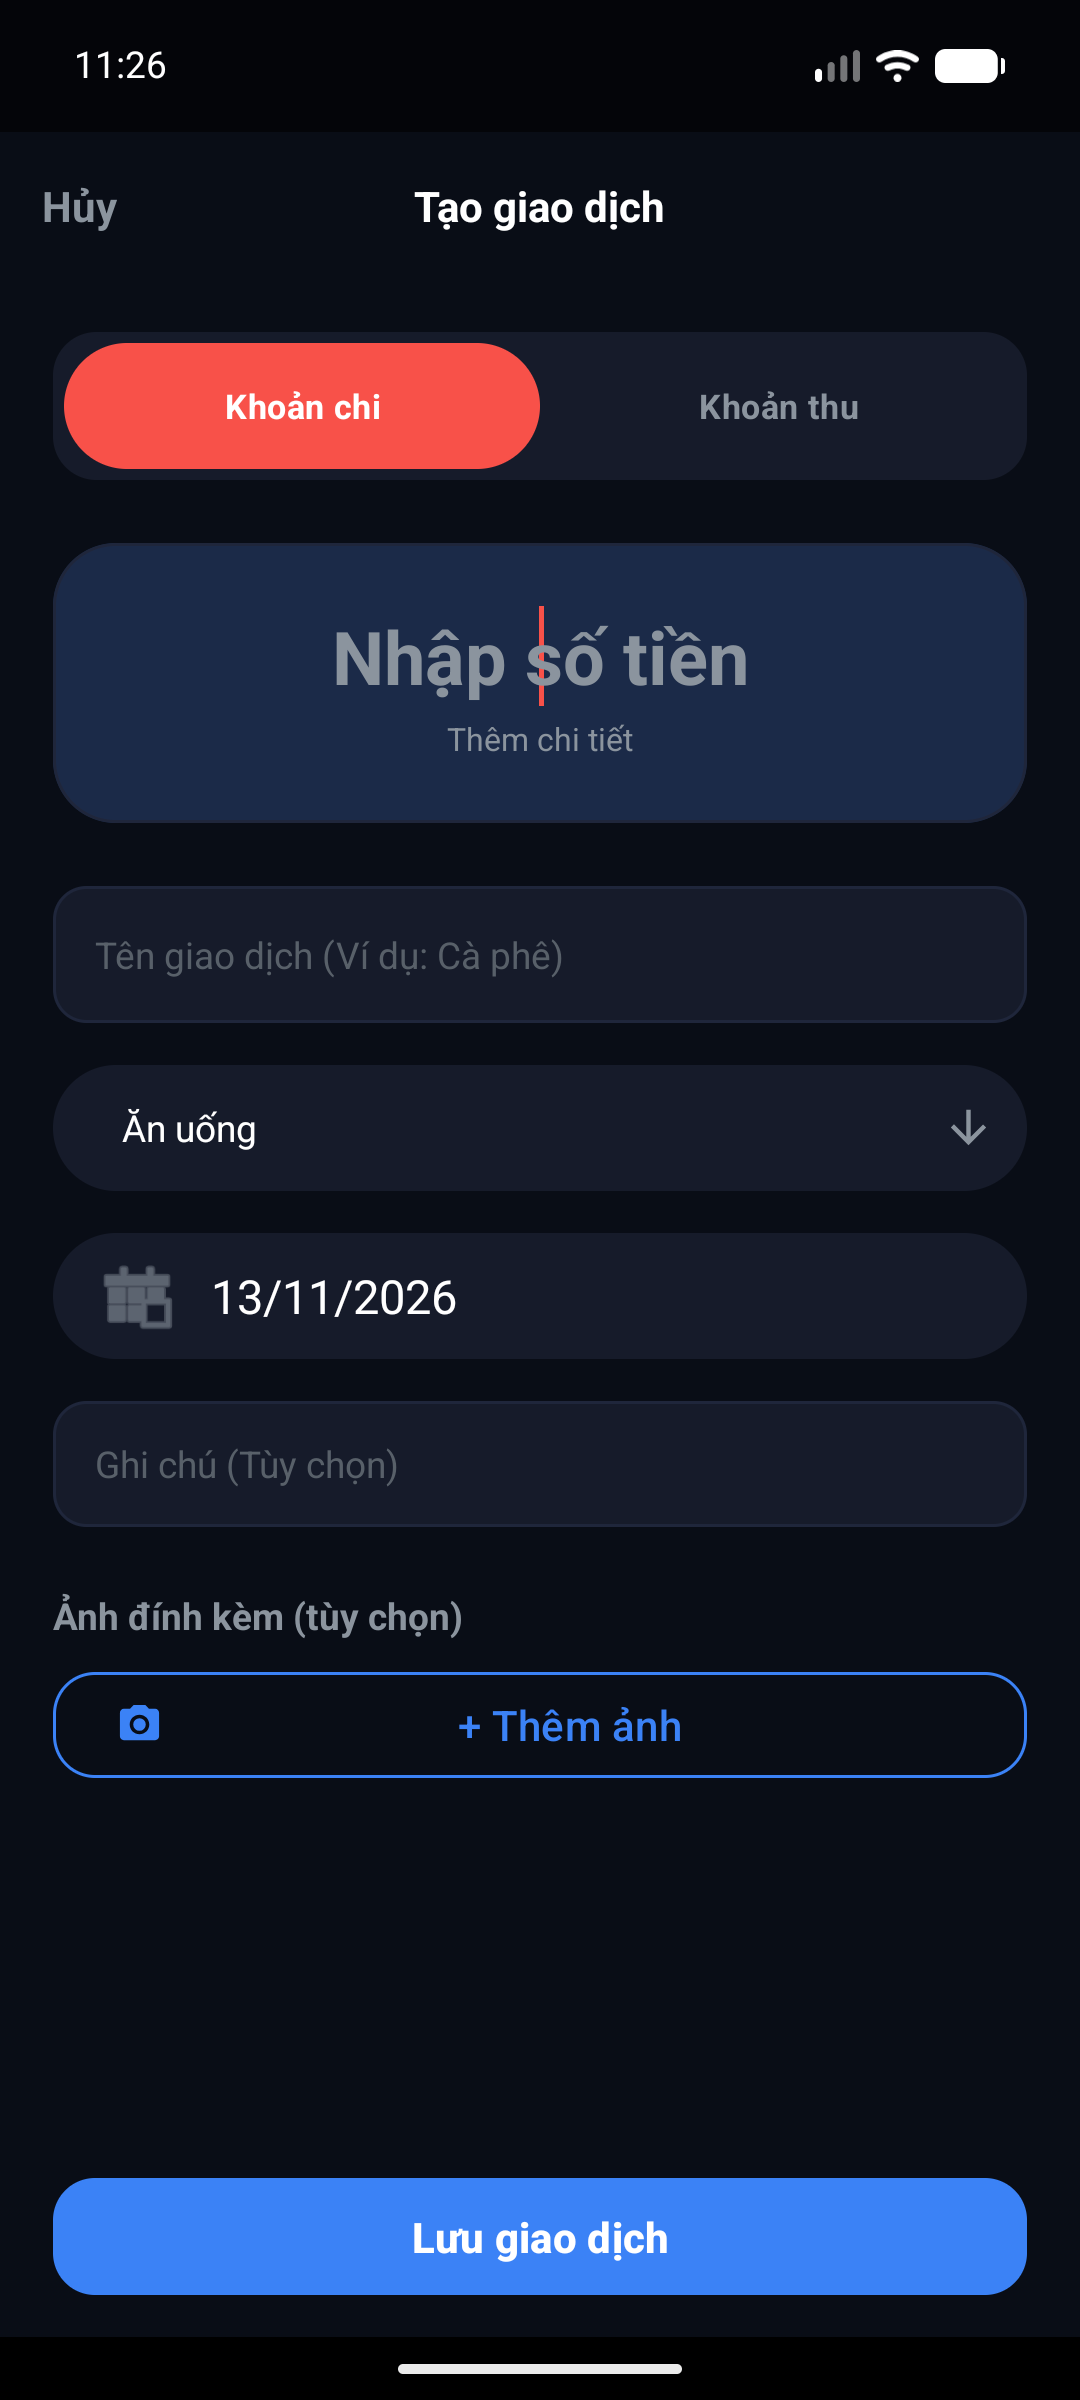 11:26
Hủy
Tạo giao dịch
Khoản chi
Khoản thu
Nhập số tiền
Thêm chi tiết
Tên giao dịch (Ví dụ: Cà phê)
Ăn uống
13/11/2026
Ghi chú (Tùy chọn)
Ảnh đính kèm (tùy chọn)
+ Thêm ảnh
Lưu giao dịch